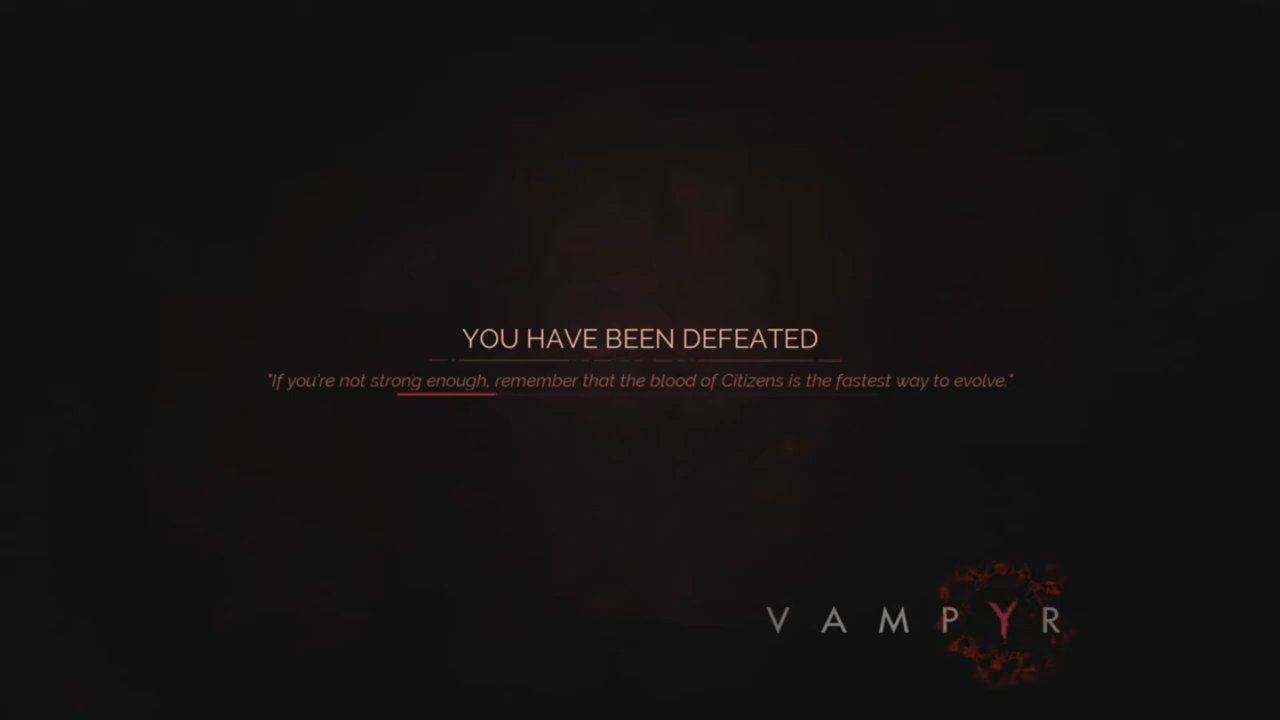 YOU HAVE BEEN DEFEATED
"If you're not strong enough, remember that the blood of Citizens is the fastest way to evolve."
VAMPYR